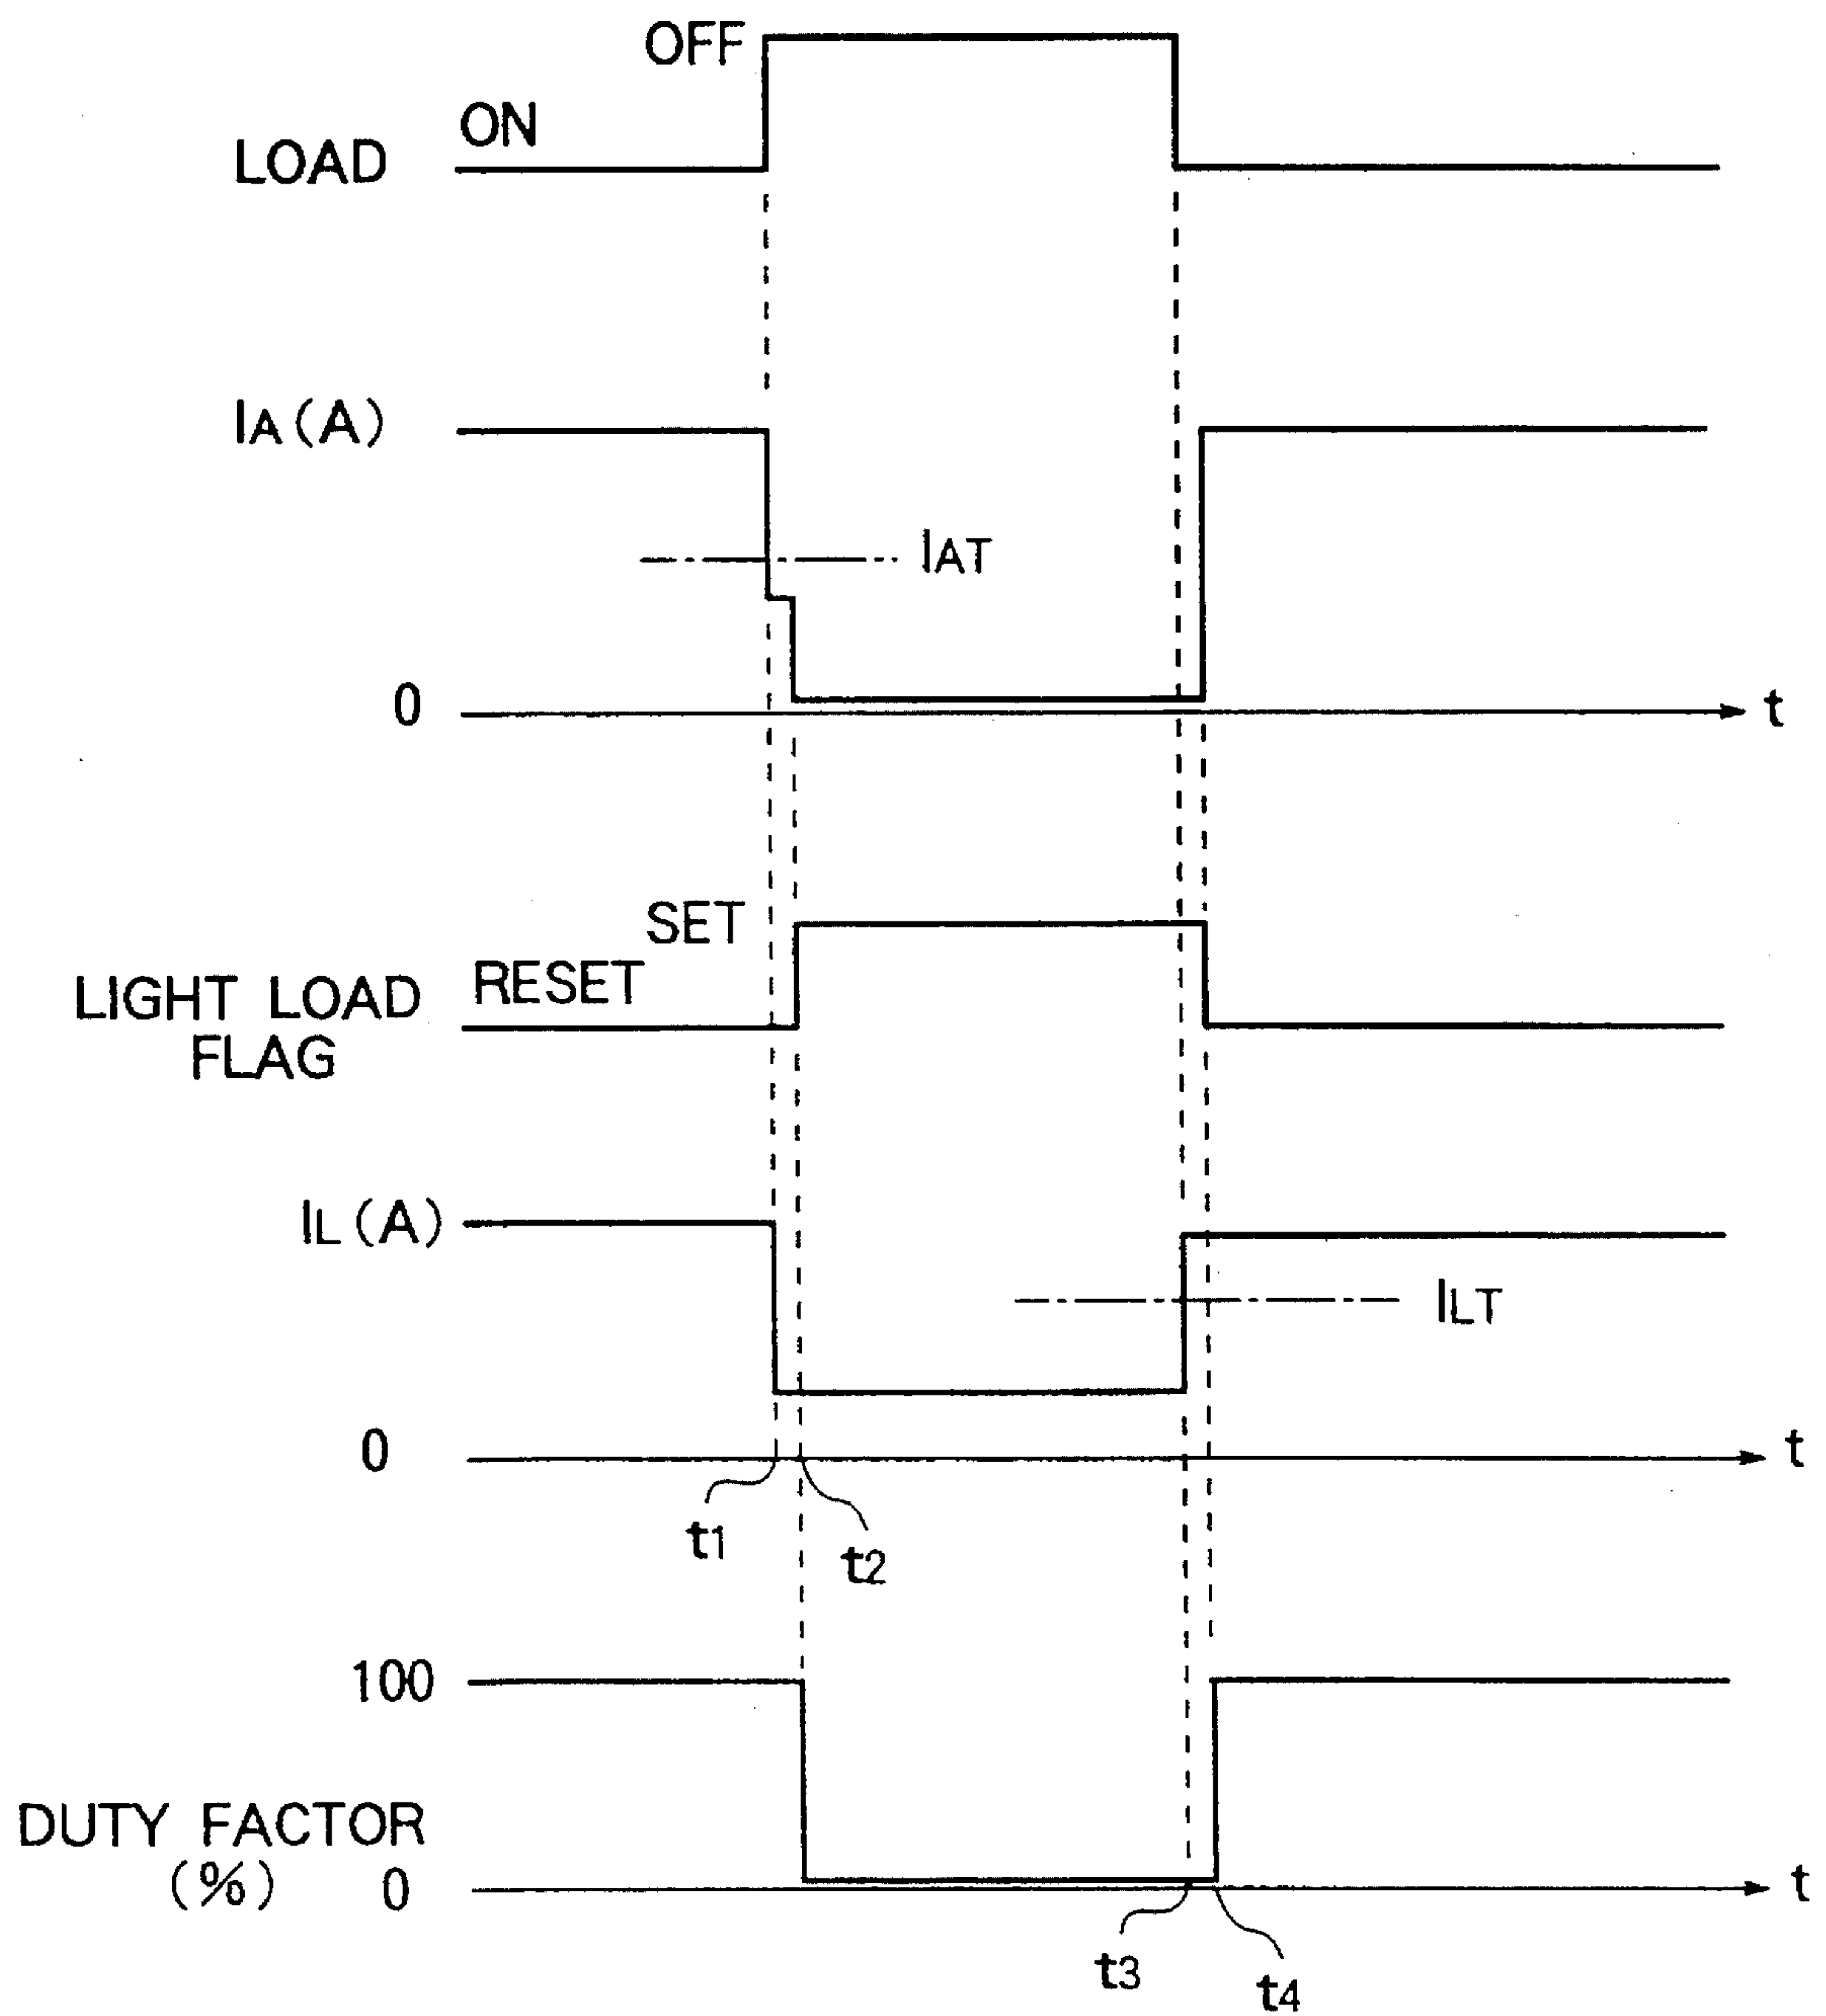 OFF
ON
LOAD
IA(A)
IAT
0
t
SET
RESET
LIGHT LOAD
FLAG
IL(A)
ILT
0
t
t1
t2
100
DUTY FACTOR
(%)
0
t
t3
t4